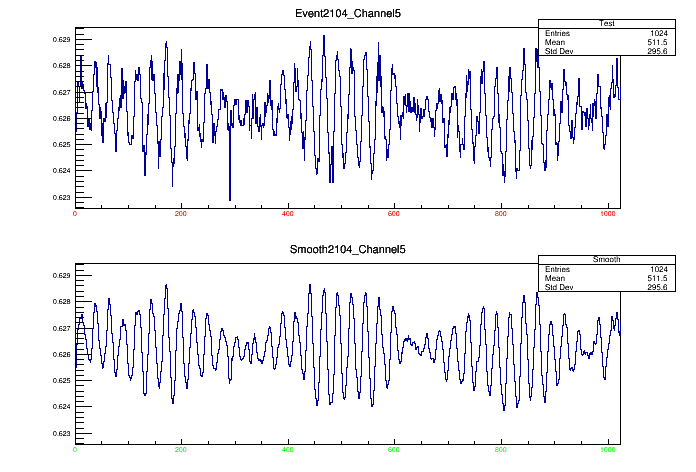 Event2104_Channel5
Test
Entries 1024
Mean 511.5
Std Dev 295.6
0.629
0.628
0.627
0.626
0.625
0.624
0.623
0 200 400 600 800 1000
Smooth2104_Channel5
Smooth
Entries 1024
Mean 511.5
Std Dev 295.6
0.629
0.628
0.627
0.626
0.625
0.624
0.623
0 200 400 600 800 1000